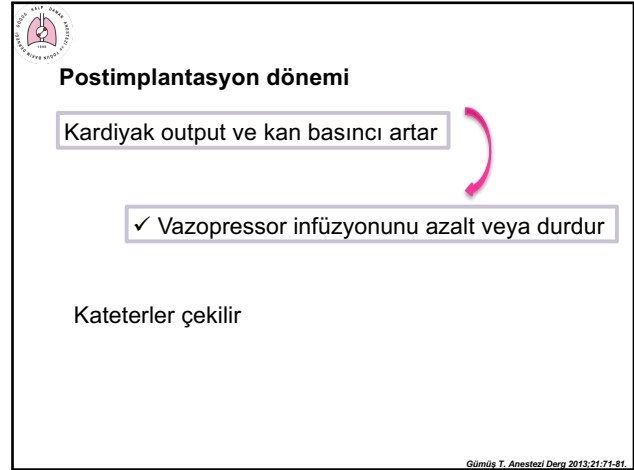 Postimplantasyon dönemi
Kardiyak output ve kan basıncı artar
✓ Vazopressor infüzyonunu azalt veya durdur
Kateterler çekilir
Gümüş T. Anestezi Derg 2013;21:71-81.